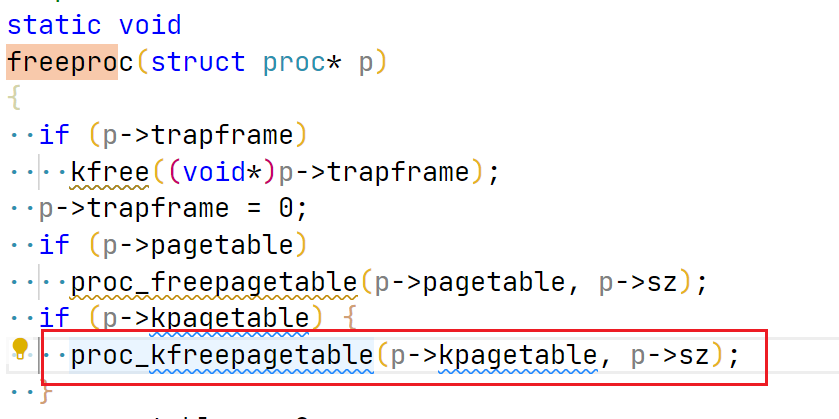 static void
freeproc(struct proc* p)
{
  if (p->trapframe)
    kfree((void*)p->trapframe);
  p->trapframe = 0;
  if (p->pagetable)
    proc_freepagetable(p->pagetable, p->sz);
  if (p->kpagetable) {
    proc_kfreepagetable(p->kpagetable, p->sz);
  }